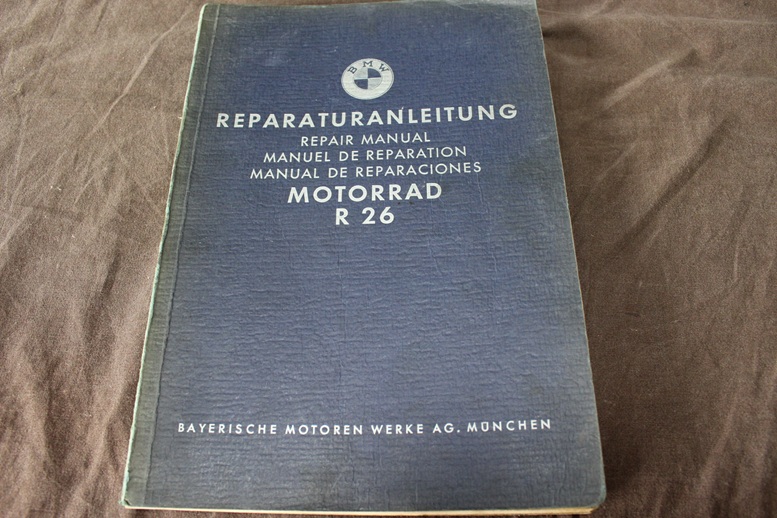 BMW
REPARATURANLEITUNG
REPAIR MANUAL
MANUEL DE REPARATION
MANUAL DE REPARACIONES
MOTORRAD
R 26
BAYERISCHE MOTOREN WERKE AG. MÜNCHEN